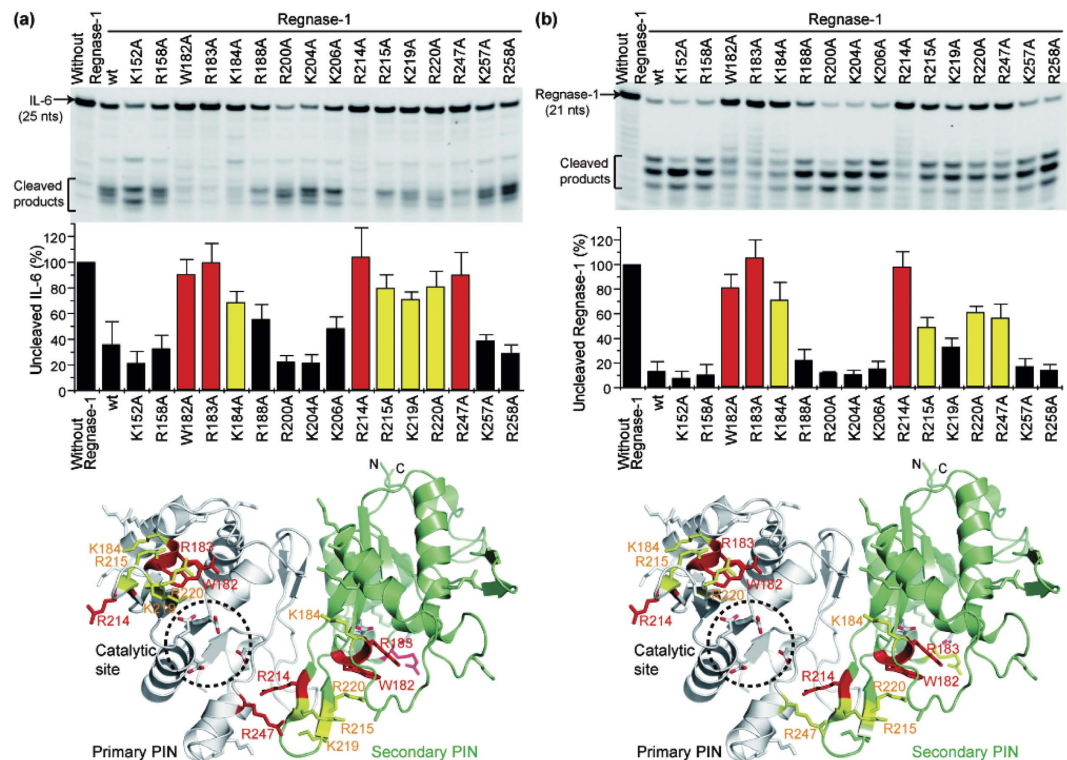 (a)
Regnase-1
Without Regnase-1
wt
K152A
R158A
W182A
R183A
K184A
R188A
R200A
K204A
K206A
R214A
R215A
K219A
R220A
R247A
K257A
R258A
IL-6
(25 nts)
Cleaved
products
Uncleaved IL-6 (%)
120
100
80
60
40
20
0
Without Regnase-1
wt
K152A
R158A
W182A
R183A
K184A
R188A
R200A
K204A
K206A
R214A
R215A
K219A
R220A
R247A
K257A
R258A
N
C
K184
R183
R215
W182
R220
K219
R214
Catalytic
site
K184
R183
W182
R214
R220
R215
R247
K219
Primary PIN
Secondary PIN
(b)
Regnase-1
Without Regnase-1
wt
K152A
R158A
W182A
R183A
K184A
R188A
R200A
K204A
K206A
R214A
R215A
K219A
R220A
R247A
K257A
R258A
Regnase-1
(21 nts)
Cleaved
products
Uncleaved Regnase-1 (%)
120
100
80
60
40
20
0
Without Regnase-1
wt
K152A
R158A
W182A
R183A
K184A
R188A
R200A
K204A
K206A
R214A
R215A
K219A
R220A
R247A
K257A
R258A
N
C
K184
R183
R215
W182
R220
R214
Catalytic
site
K184
R183
W182
R214
R220
R215
R247
Primary PIN
Secondary PIN